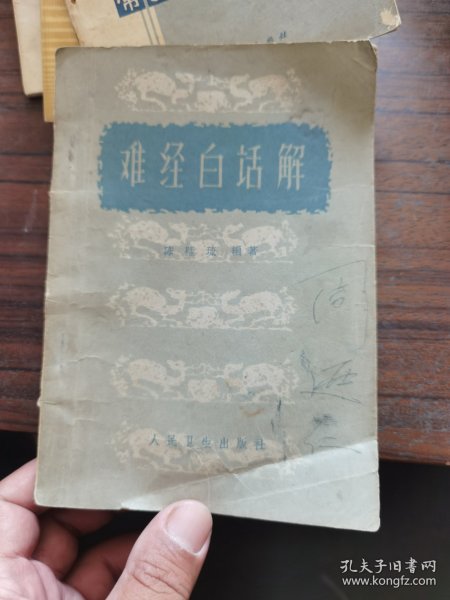 难经白话解
陈璧琉 编著
人民卫生出版社
孔夫子旧书网
www.kongfz.com